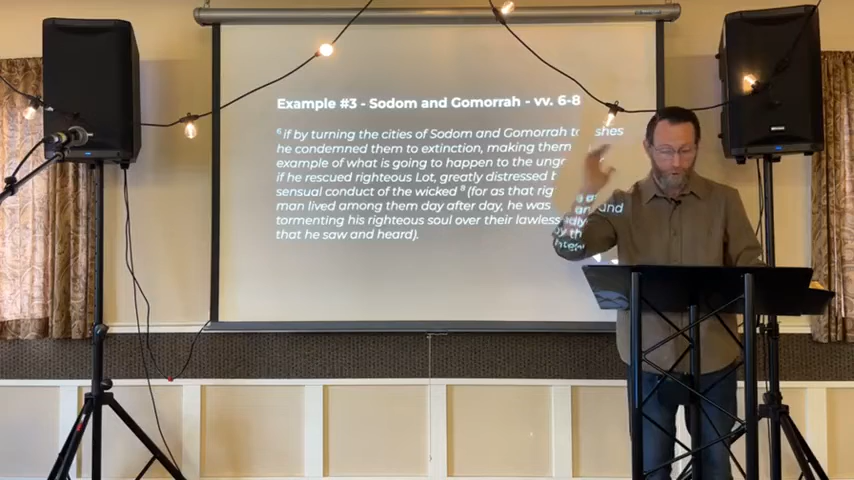 Example #3 - Sodom and Gomorrah - vv. 6-8
6 if by turning the cities of Sodom and Gomorrah to ashes
he condemned them to extinction, making them
example of what is going to happen to the
if he rescued righteous Lot, greatly distressed
sensual conduct of the wicked 8 (for as that
man lived among them day after day, he was
tormenting his righteous soul over their
that he saw and heard).